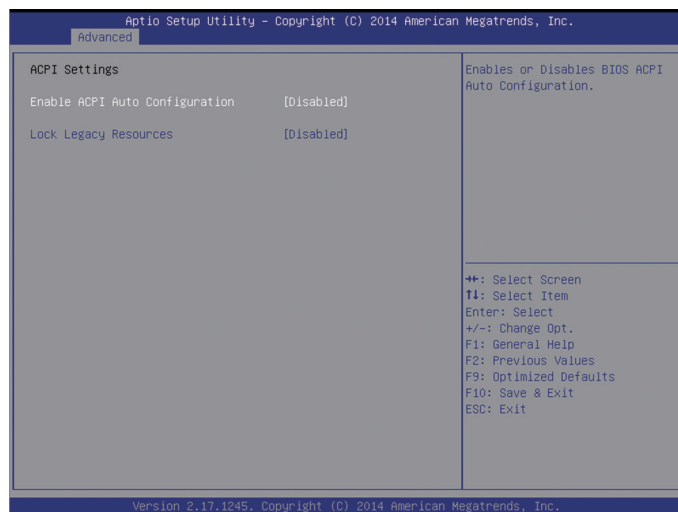 Aptio Setup Utility – Copyright (C) 2014 American Megatrends, Inc.
Advanced
ACPI Settings
Enable ACPI Auto Configuration [Disabled]
Lock Legacy Resources [Disabled]
Enables or Disables BIOS ACPI
Auto Configuration.
→←: Select Screen
↑↓: Select Item
Enter: Select
+/-: Change Opt.
F1: General Help
F2: Previous Values
F9: Optimized Defaults
F10: Save & Exit
ESC: Exit
Version 2.17.1245. Copyright (C) 2014 American Megatrends, Inc.